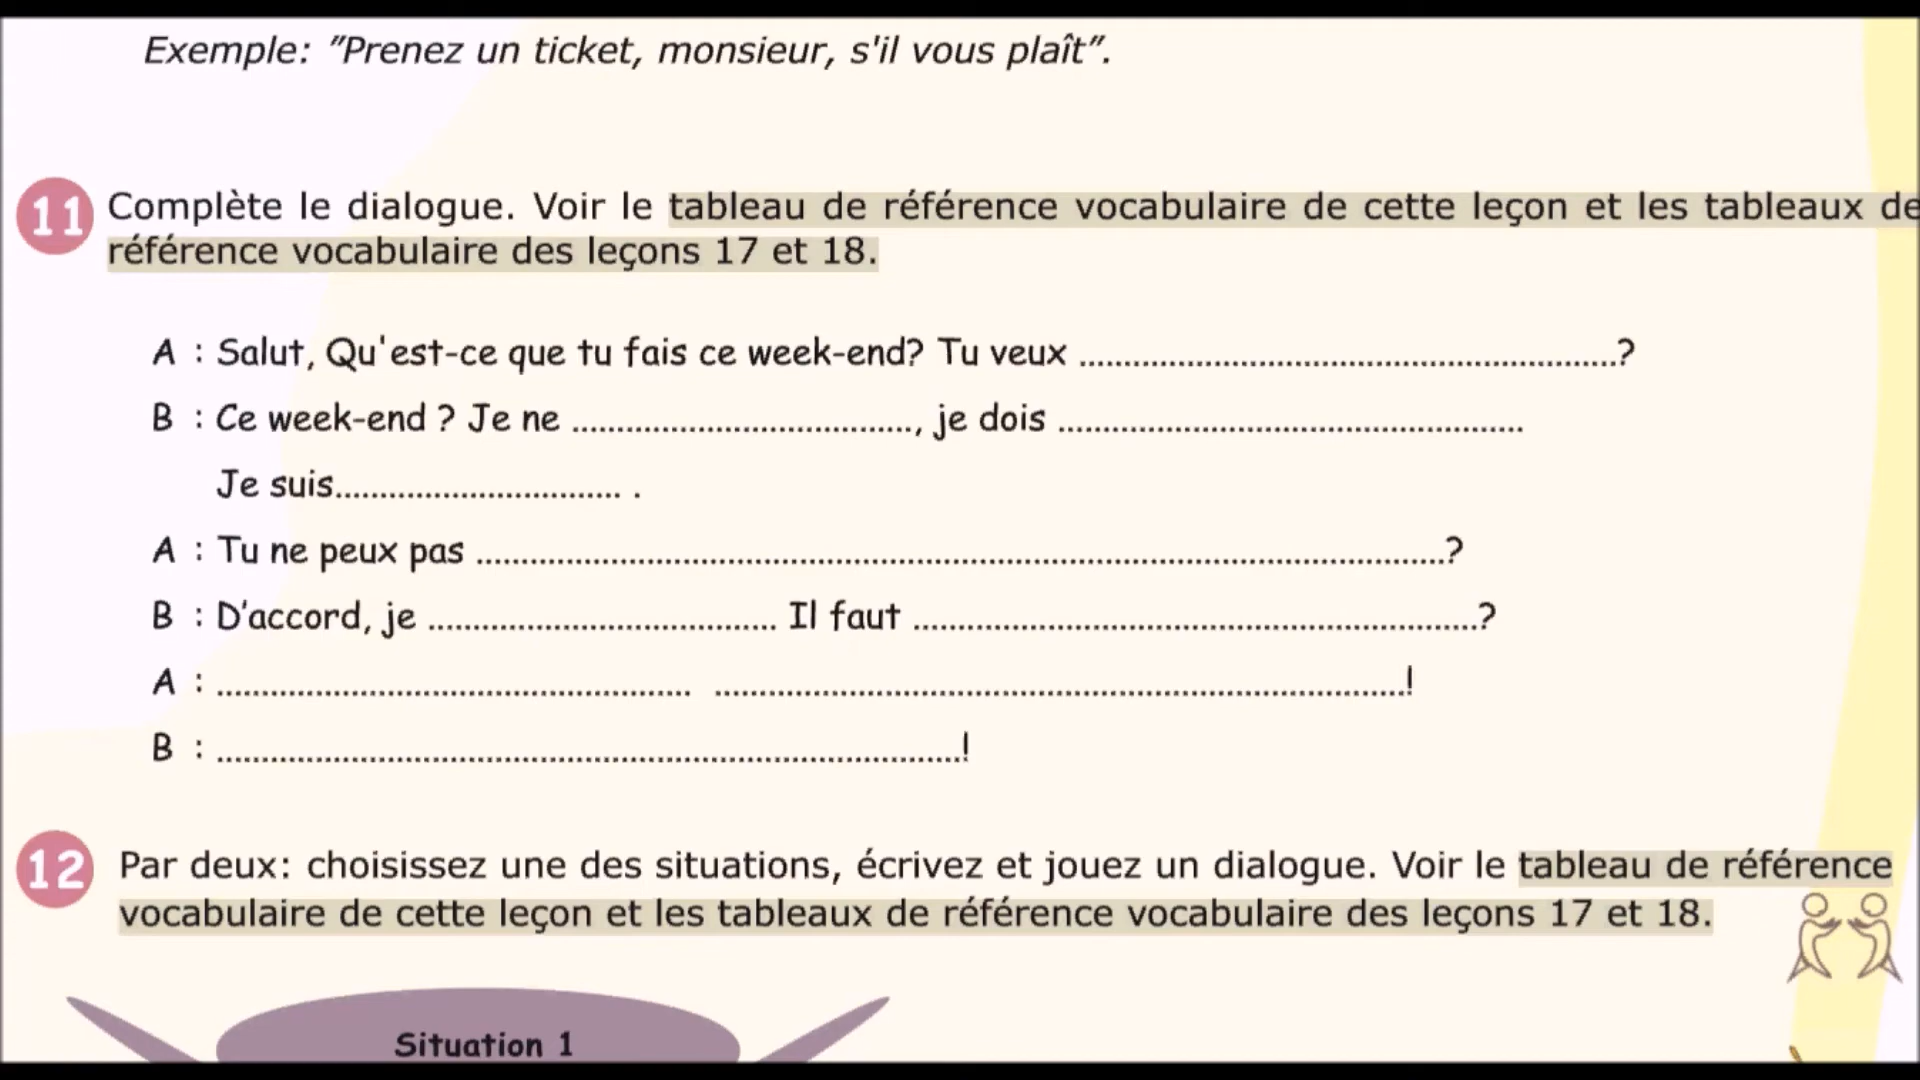 Exemple: "Prenez un ticket, monsieur, s'il vous plaît".
11 Complète le dialogue. Voir le tableau de référence vocabulaire de cette leçon et les tableaux de
référence vocabulaire des leçons 17 et 18.
A : Salut, Qu'est-ce que tu fais ce week-end? Tu veux ............................................................?
B : Ce week-end ? Je ne ......................................, je dois ....................................................
Je suis................................ .
A : Tu ne peux pas ............................................................................................................?
B : D'accord, je ....................................... Il faut ...............................................................?
A : ..................................................... .............................................................................!
B : ...................................................................................!
12 Par deux: choisissez une des situations, écrivez et jouez un dialogue. Voir le tableau de référence
vocabulaire de cette leçon et les tableaux de référence vocabulaire des leçons 17 et 18.
Situation 1